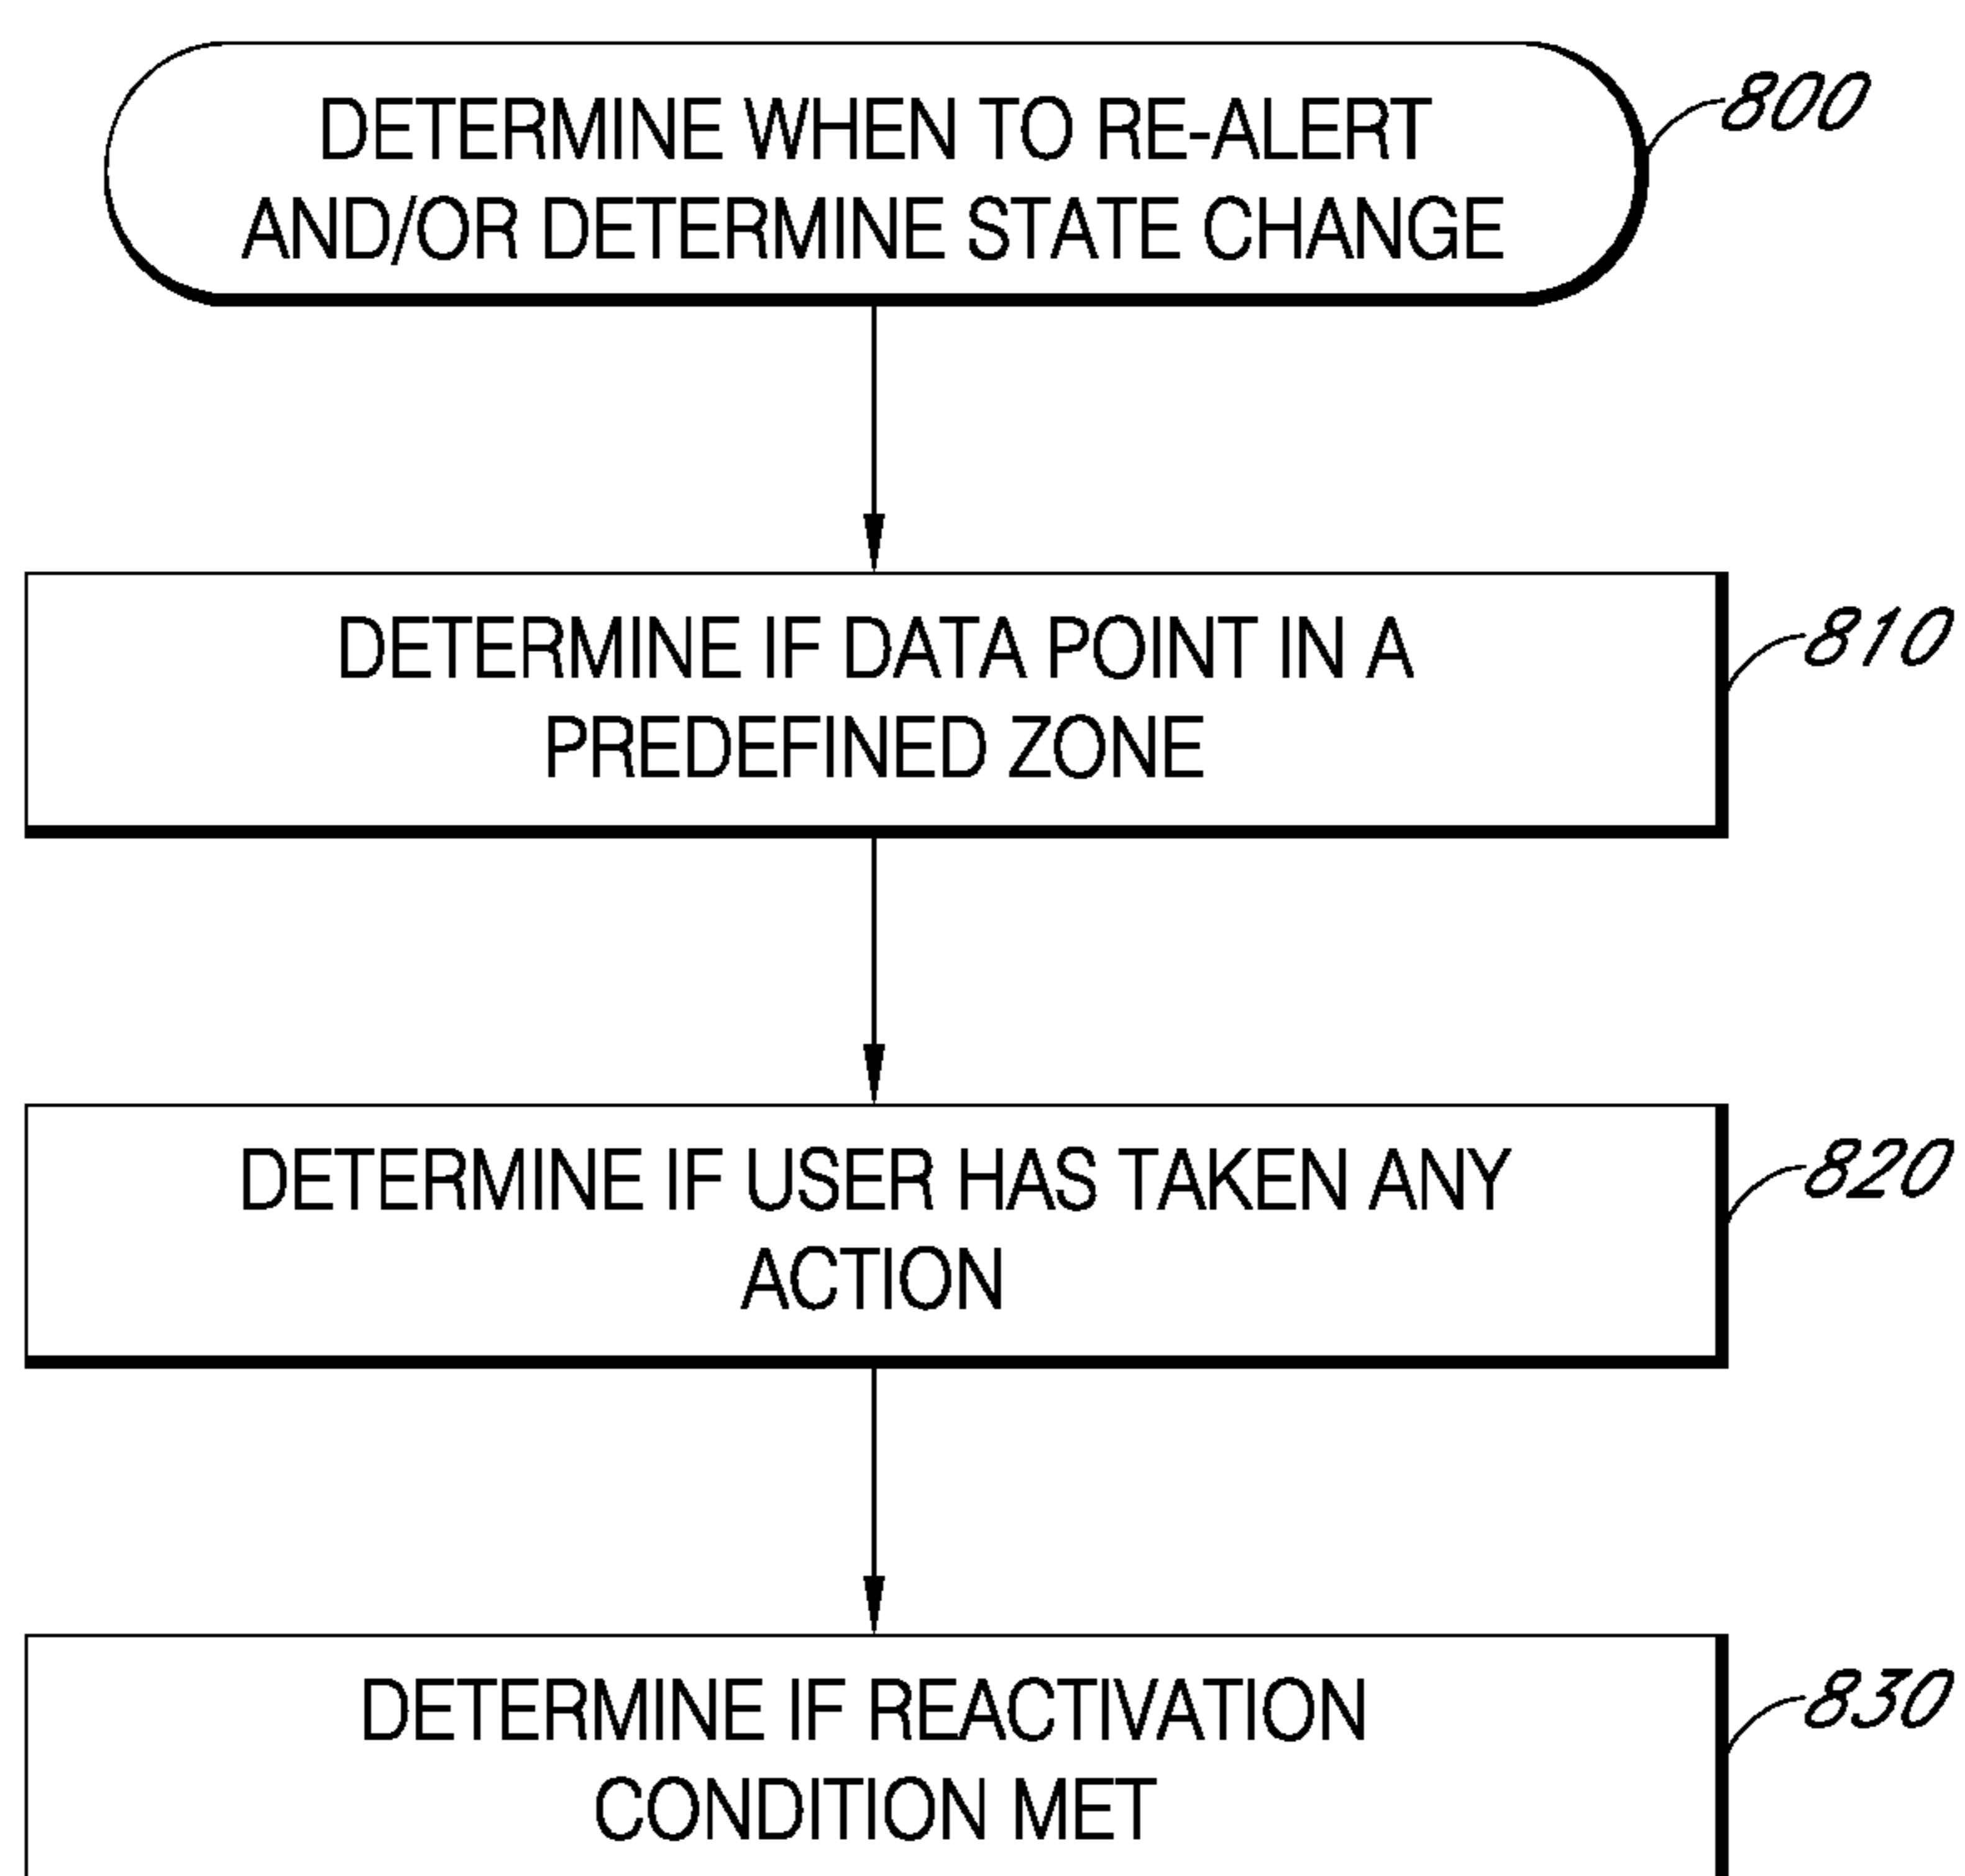 DETERMINE WHEN TO RE-ALERT
AND/OR DETERMINE STATE CHANGE
800
DETERMINE IF DATA POINT IN A
PREDEFINED ZONE
810
DETERMINE IF USER HAS TAKEN ANY
ACTION
820
DETERMINE IF REACTIVATION
CONDITION MET
830